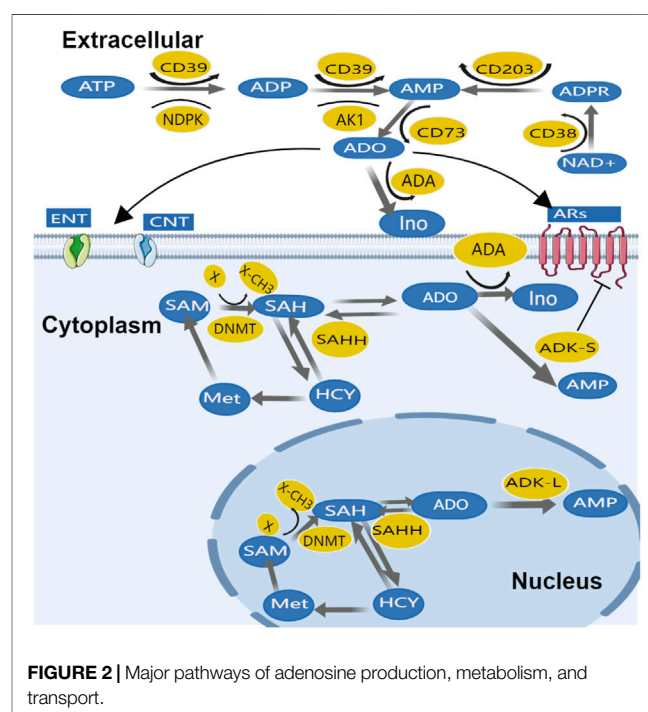 Extracellular
CD39
CD39
CD203
ATP
ADP
AMP
ADPR
NDPK
AK1
CD73
CD38
ADO
NAD+
ADA
Ino
ENT
CNT
ARs
ADA
X
X-CH3
SAM
SAH
ADO
Ino
Cytoplasm
DNMT
SAHH
ADK-S
AMP
Met
HCY
ADK-L
X-CH3
SAH
ADO
AMP
X
DNMT
SAHH
SAM
Nucleus
Met
HCY
FIGURE 2 | Major pathways of adenosine production, metabolism, and
transport.